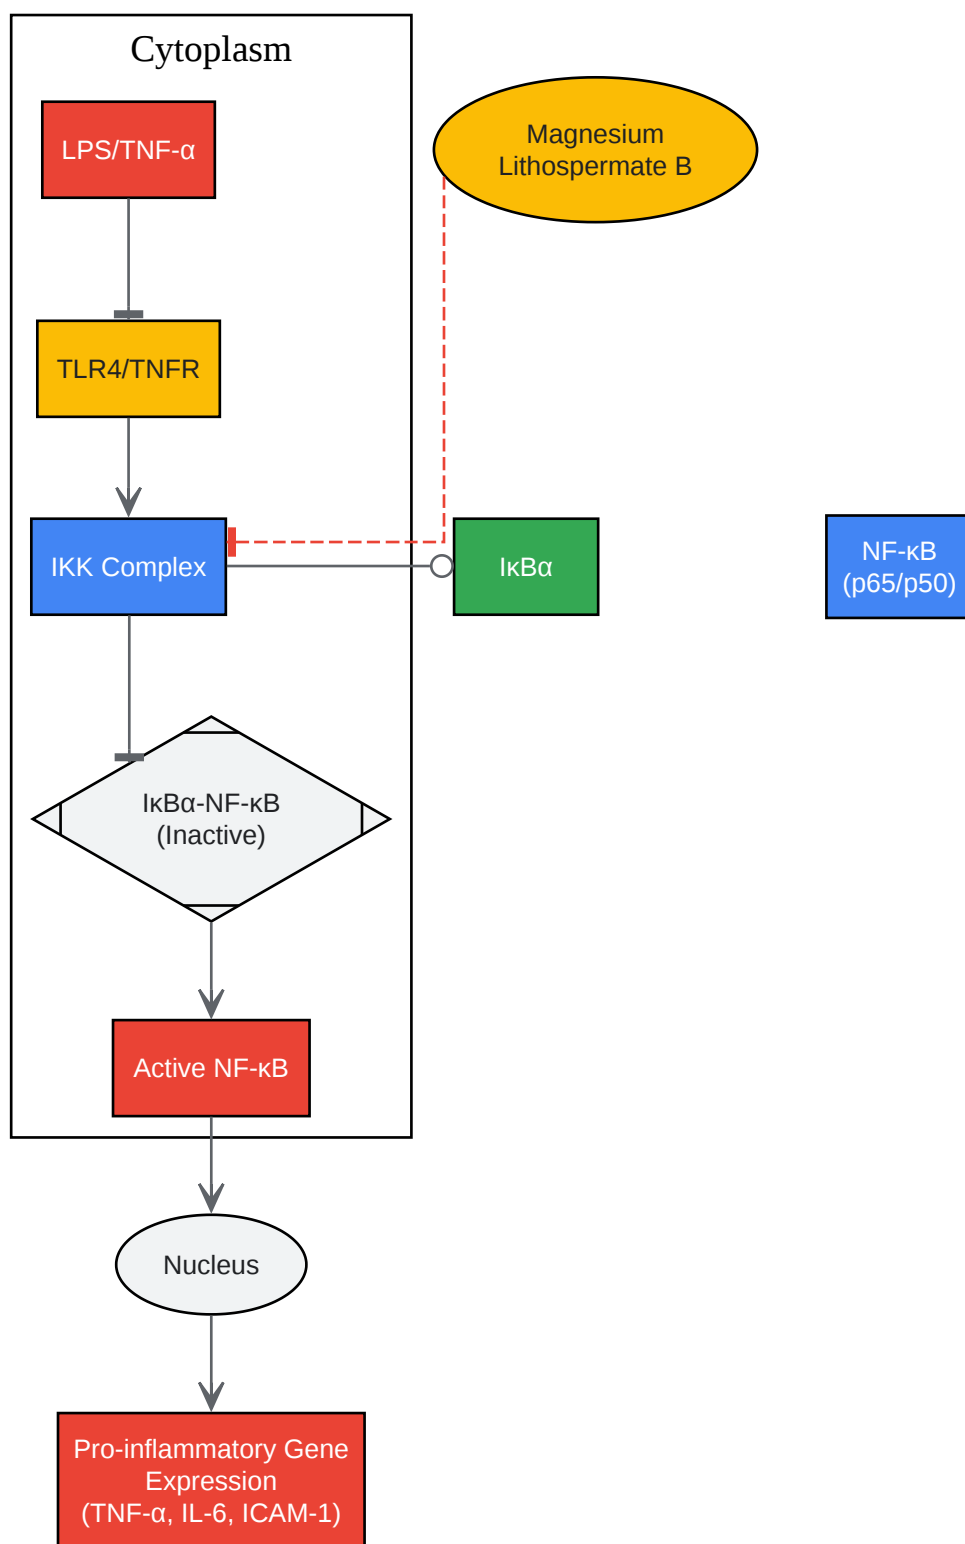 Cytoplasm
LPS/TNF-α
Magnesium
Lithospermate B
TLR4/TNFR
IKK Complex
IκBα
NF-κB
(p65/p50)
IκBα-NF-κB
(Inactive)
Active NF-κB
Nucleus
Pro-inflammatory Gene
Expression
(TNF-α, IL-6, ICAM-1)